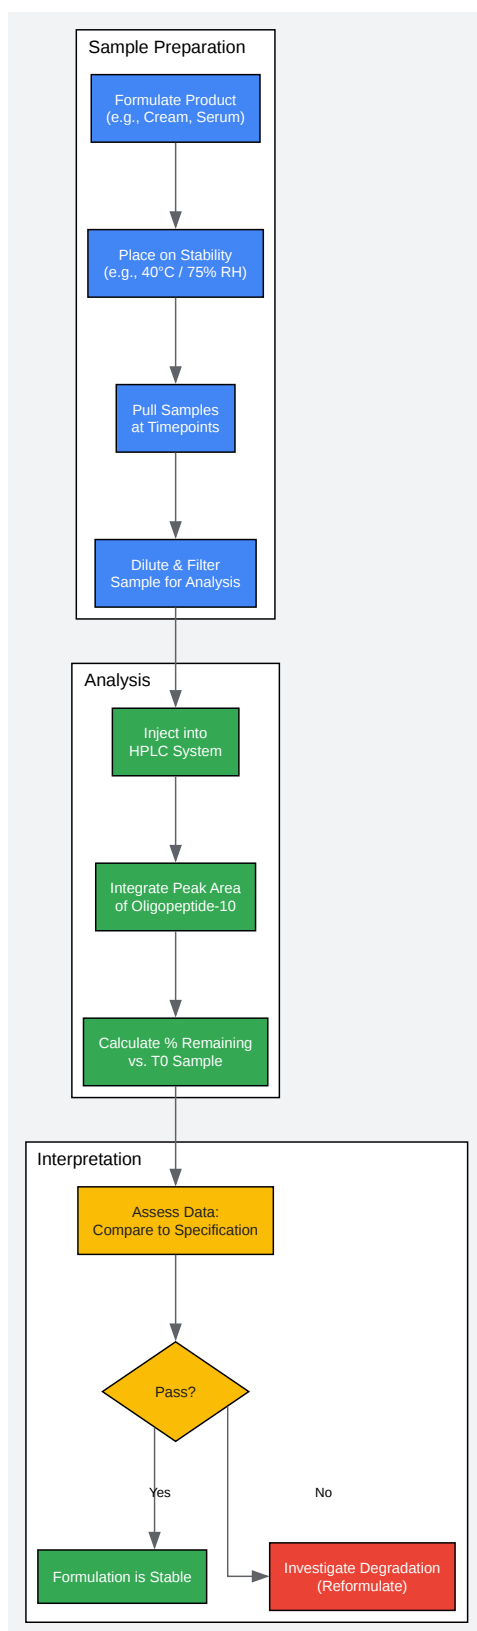 Sample Preparation
Formulate Product
(e.g., Cream, Serum)
Place on Stability
(e.g., 40°C / 75% RH)
Pull Samples
at Timepoints
Dilute & Filter
Sample for Analysis
Analysis
Inject into
HPLC System
Integrate Peak Area
of Oligopeptide-10
Calculate % Remaining
vs. T0 Sample
Interpretation
Assess Data:
Compare to Specification
Pass?
Yes
No
Formulation is Stable
Investigate Degradation
(Reformulate)